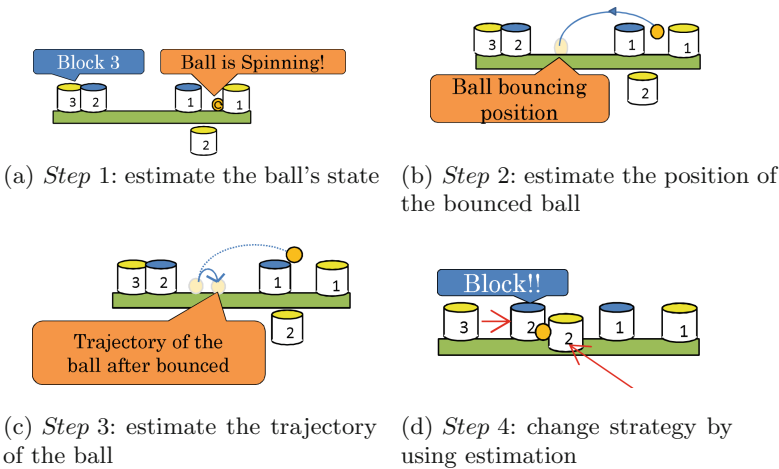 Block 3
Ball is Spinning!
3 2 1 1
2
(a) Step 1: estimate the ball's state
3 2 1 1
2
Ball bouncing
position
(b) Step 2: estimate the position of
the bounced ball
3 2 1 1
2
Trajectory of the
ball after bounced
(c) Step 3: estimate the trajectory
of the ball
Block!!
3 2 2 1 1
(d) Step 4: change strategy by
using estimation